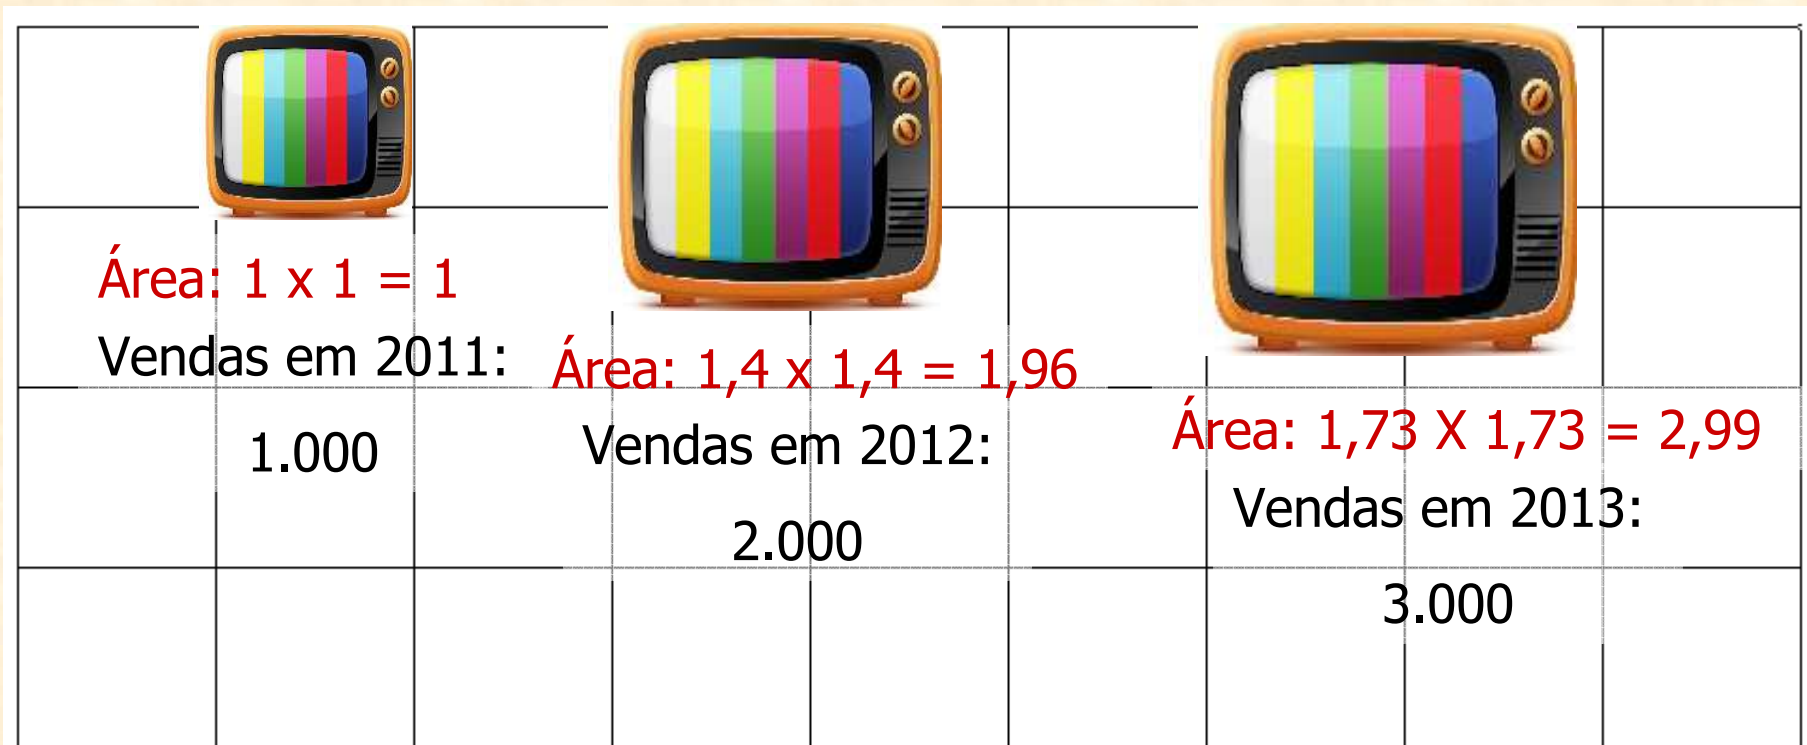 Área: 1 x 1 = 1
Vendas em 2011:
1.000
Área: 1,4 x 1,4 = 1,96
Vendas em 2012:
2.000
Área: 1,73 X 1,73 = 2,99
Vendas em 2013:
3.000